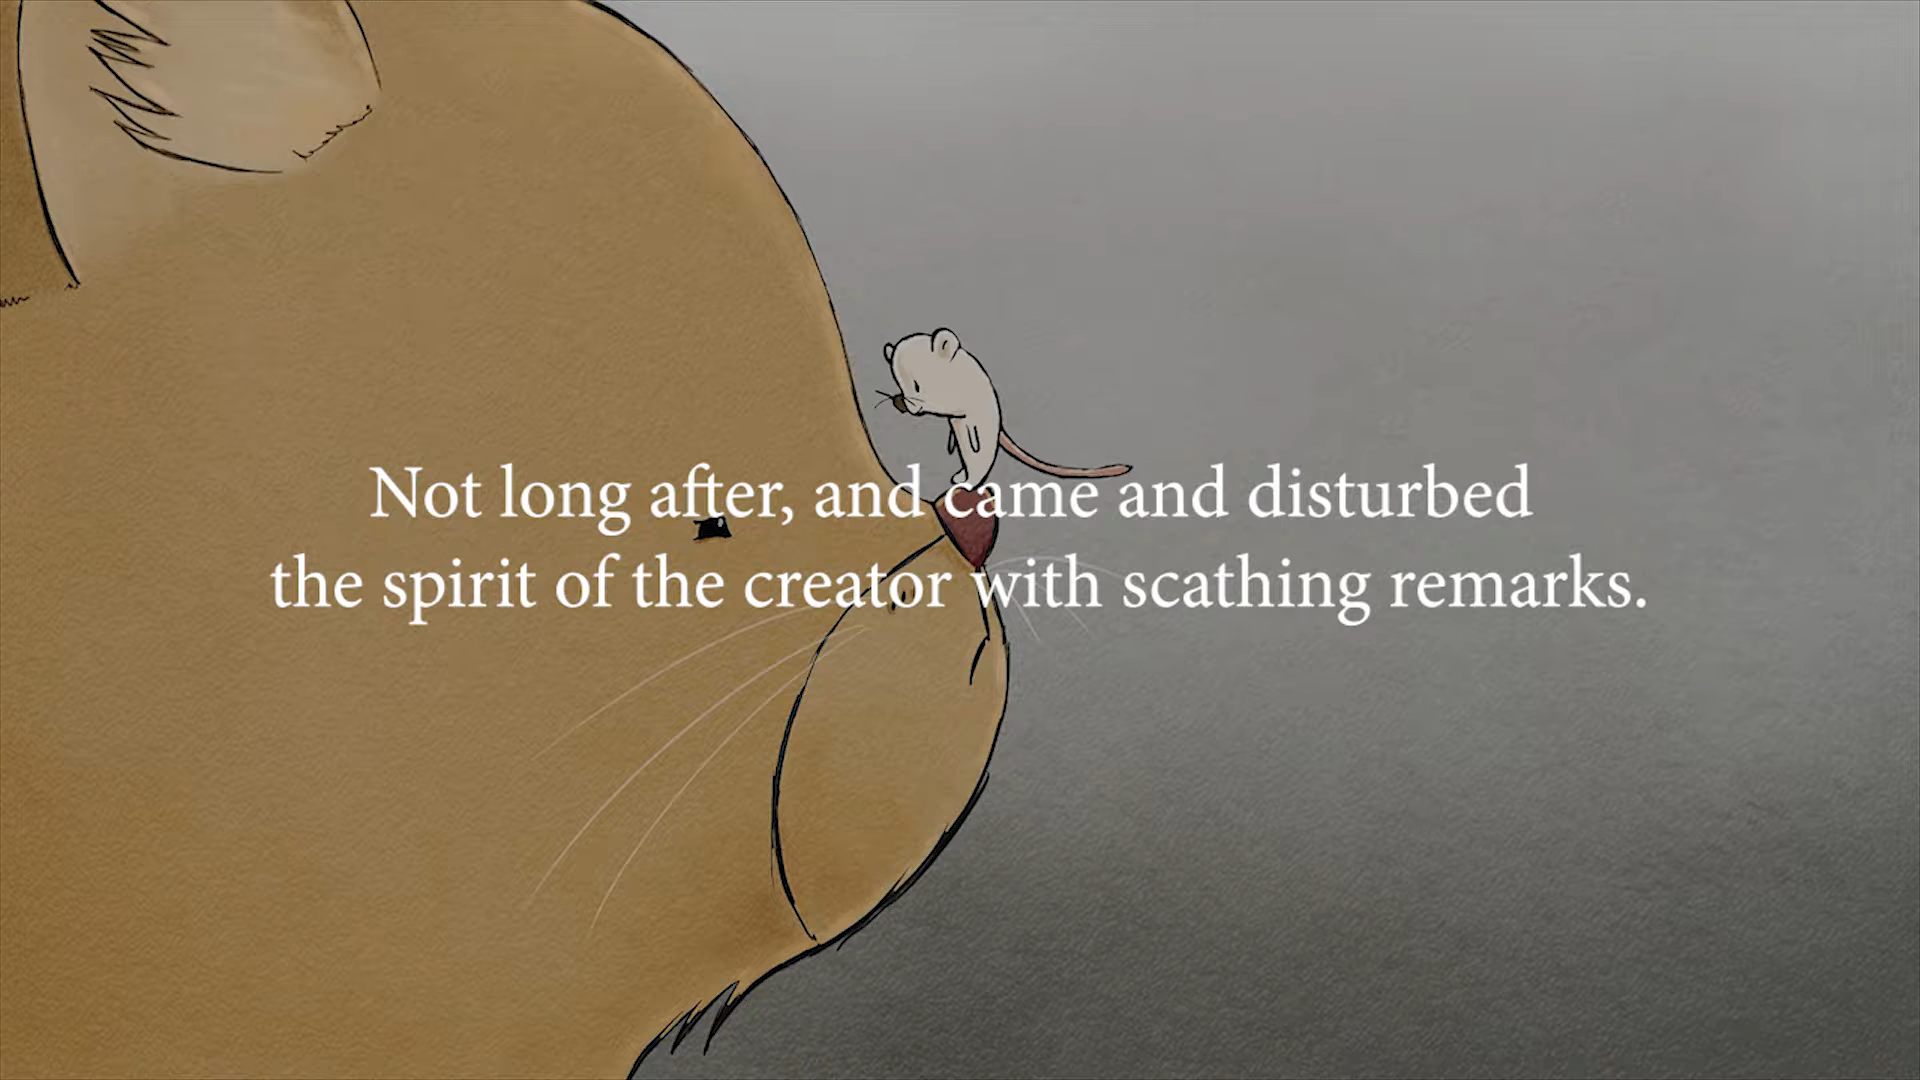 Not long after, and came and disturbed
the spirit of the creator with scathing remarks.